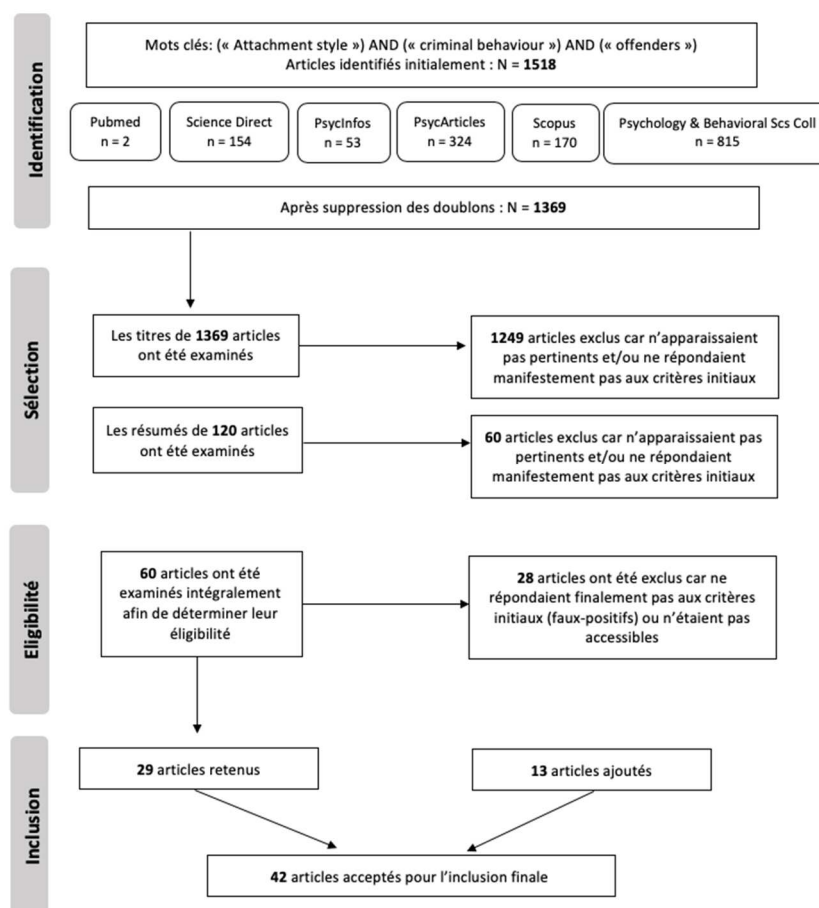 Identification
Mots clés: (« Attachment style ») AND (« criminal behaviour ») AND (« offenders »)
Articles identifiés initialement : N = 1518
Pubmed
n = 2
Science Direct
n = 154
PsycInfos
n = 53
PsycArticles
n = 324
Scopus
n = 170
Psychology & Behavioral Scs Coll
n = 815
Après suppression des doublons : N = 1369
Sélection
Les titres de 1369 articles
ont été examinés
1249 articles exclus car n’apparaissaient
pas pertinents et/ou ne répondaient
manifestement pas aux critères initiaux
Les résumés de 120 articles
ont été examinés
60 articles exclus car n’apparaissaient pas
pertinents et/ou ne répondaient
manifestement pas aux critères initiaux
Eligibilité
60 articles ont été
examinés intégralement
afin de déterminer leur
éligibilité
28 articles ont été exclus car ne
répondaient finalement pas aux critères
initiaux (faux-positifs) ou n’étaient pas
accessibles
Inclusion
29 articles retenus
13 articles ajoutés
42 articles acceptés pour l’inclusion finale